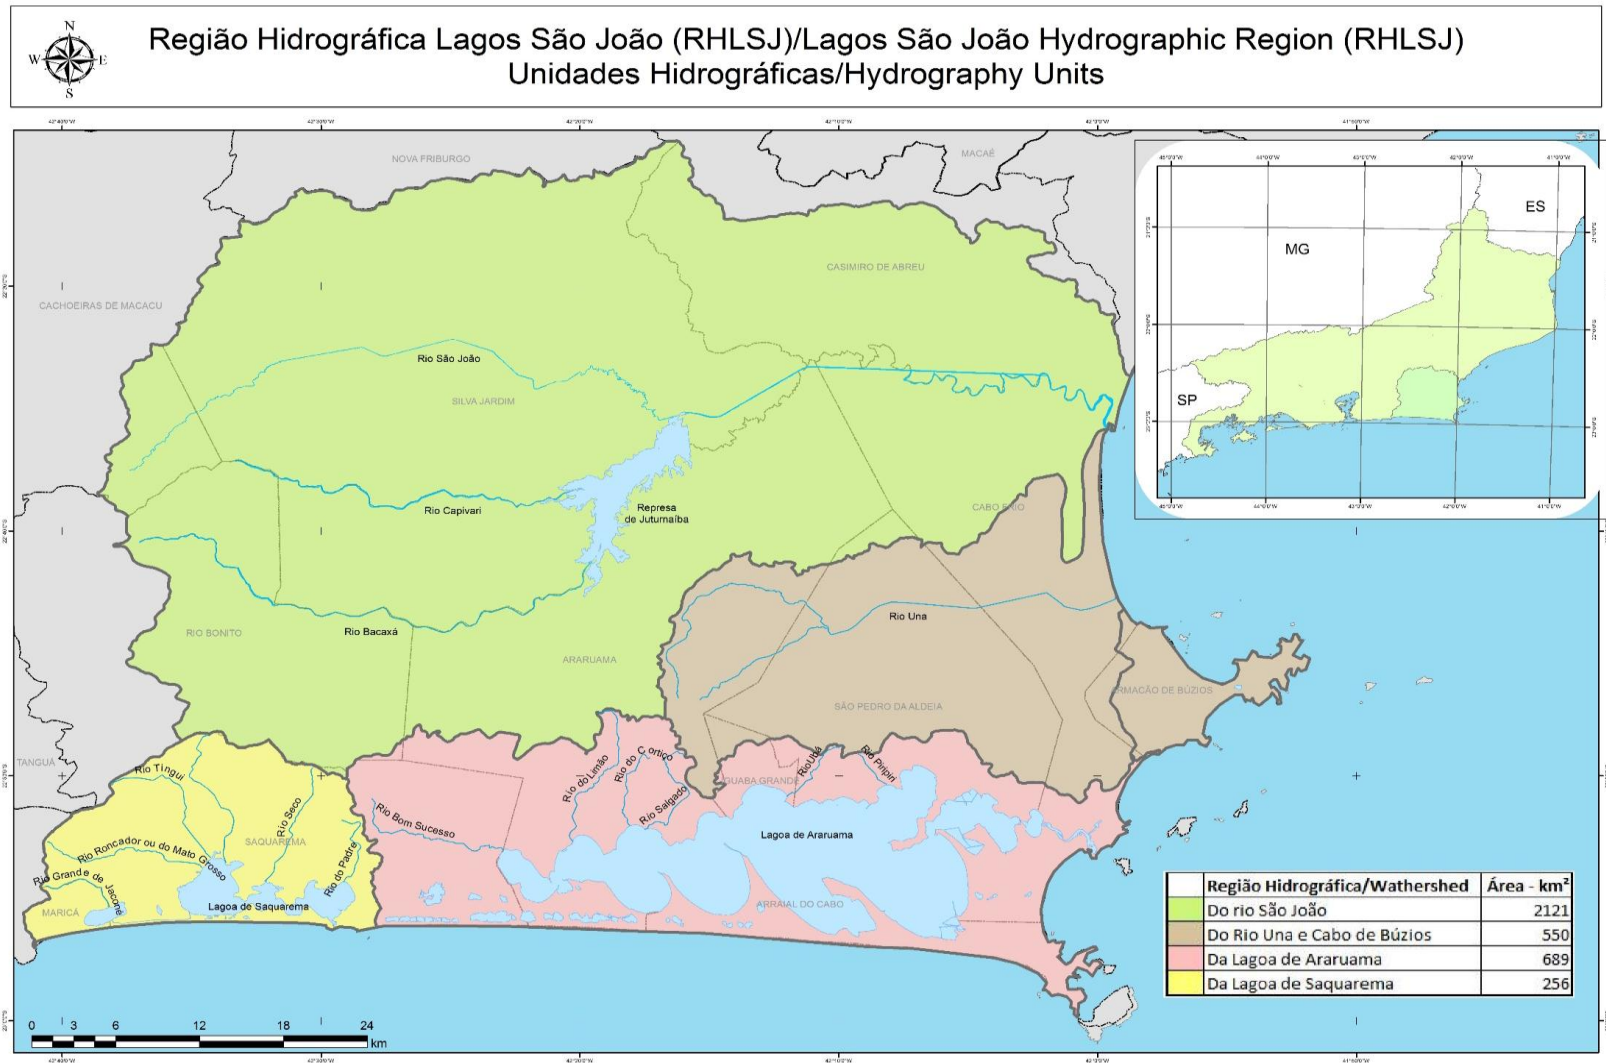 N
W E
S
Região Hidrográfica Lagos São João (RHLSJ)/Lagos São João Hydrographic Region (RHLSJ)
Unidades Hidrográficas/Hydrography Units
NOVA FRIBURGO
MACAÉ
ES
MG
CASIMIRO DE ABREU
CACHOEIRAS DE MACACU
Rio São João
SILVA JARDIM
SP
Rio Capivari
Represa
de Juturnaíba
CABO FRIO
Rio Una
RIO BONITO
Rio Bacaxá
ARARUAMA
ARMACÃO DE BÚZIOS
SÃO PEDRO DA ALDEIA
TANGUÁ
Rio Tingui
Rio do Limão
Rio do Cortiço
Rio Ubá
Rio Piripiri
IGUABA GRANDE
Rio Salgado
Rio Seco
Rio Bom Sucesso
Lagoa de Araruama
SAQUAREMA
Rio Roncador ou do Mato Grosso
Rio do Padre
Rio Grande de Jaconé
MARICÁ
Lagoa de Saquarema
ARRAIAL DO CABO
Região Hidrográfica/Wathershed Área - km²
Do rio São João 2121
Do Rio Una e Cabo de Búzios 550
Da Lagoa de Araruama 689
Da Lagoa de Saquarema 256
0 3 6 12 18 24
km